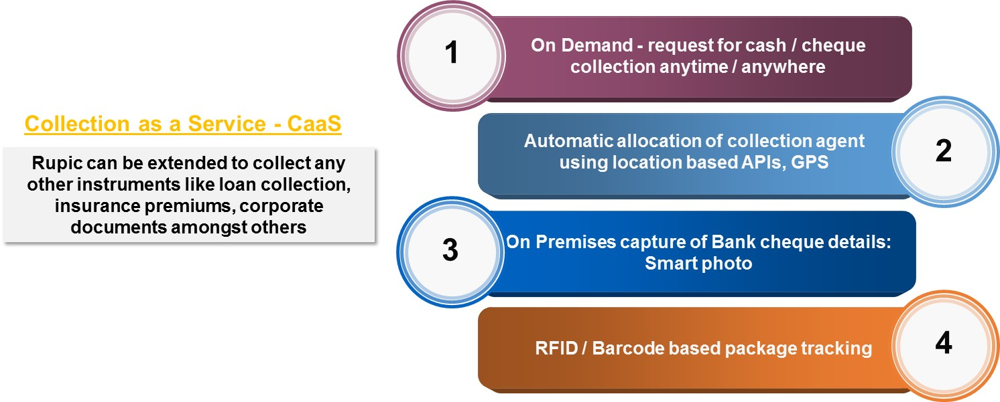 Collection as a Service - CaaS
Rupic can be extended to collect any
other instruments like loan collection,
insurance premiums, corporate
documents amongst others
1
On Demand - request for cash / cheque
collection anytime / anywhere
Automatic allocation of collection agent
using location based APIs, GPS
2
3
On Premises capture of Bank cheque details:
Smart photo
RFID / Barcode based package tracking
4